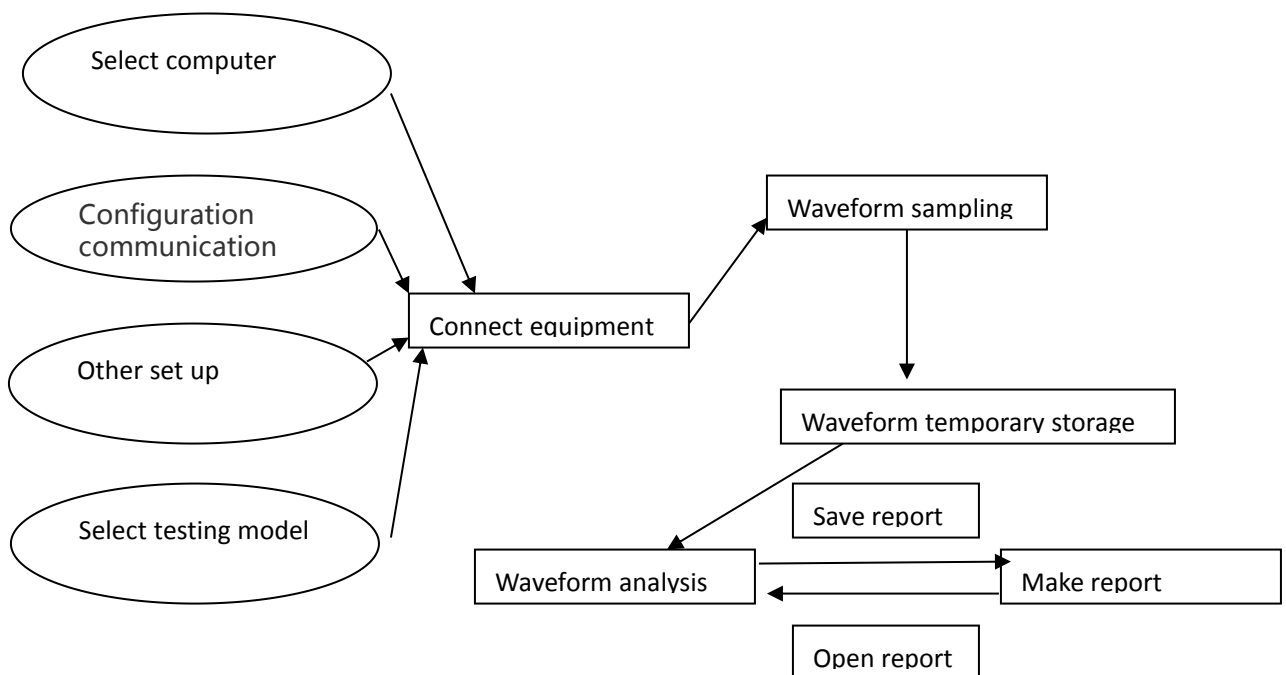 Select computer
Configuration
communication
Waveform sampling
Connect equipment
Other set up
Waveform temporary storage
Save report
Select testing model
Waveform analysis
Make report
Open report